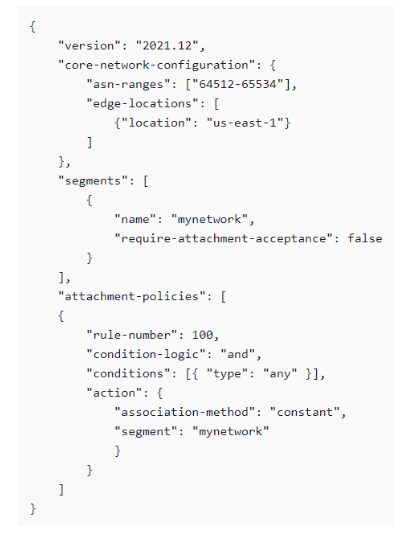 {
    "version": "2021.12",
    "core-network-configuration": {
        "asn-ranges": ["64512-65534"],
        "edge-locations": [
            {"location": "us-east-1"}
        ]
    },
    "segments": [
        {
            "name": "mynetwork",
            "require-attachment-acceptance": false
        }
    ],
    "attachment-policies": [
    {
        "rule-number": 100,
        "condition-logic": "and",
        "conditions": [{ "type": "any" }],
        "action": {
            "association-method": "constant",
            "segment": "mynetwork"
            }
        }
    ]
}